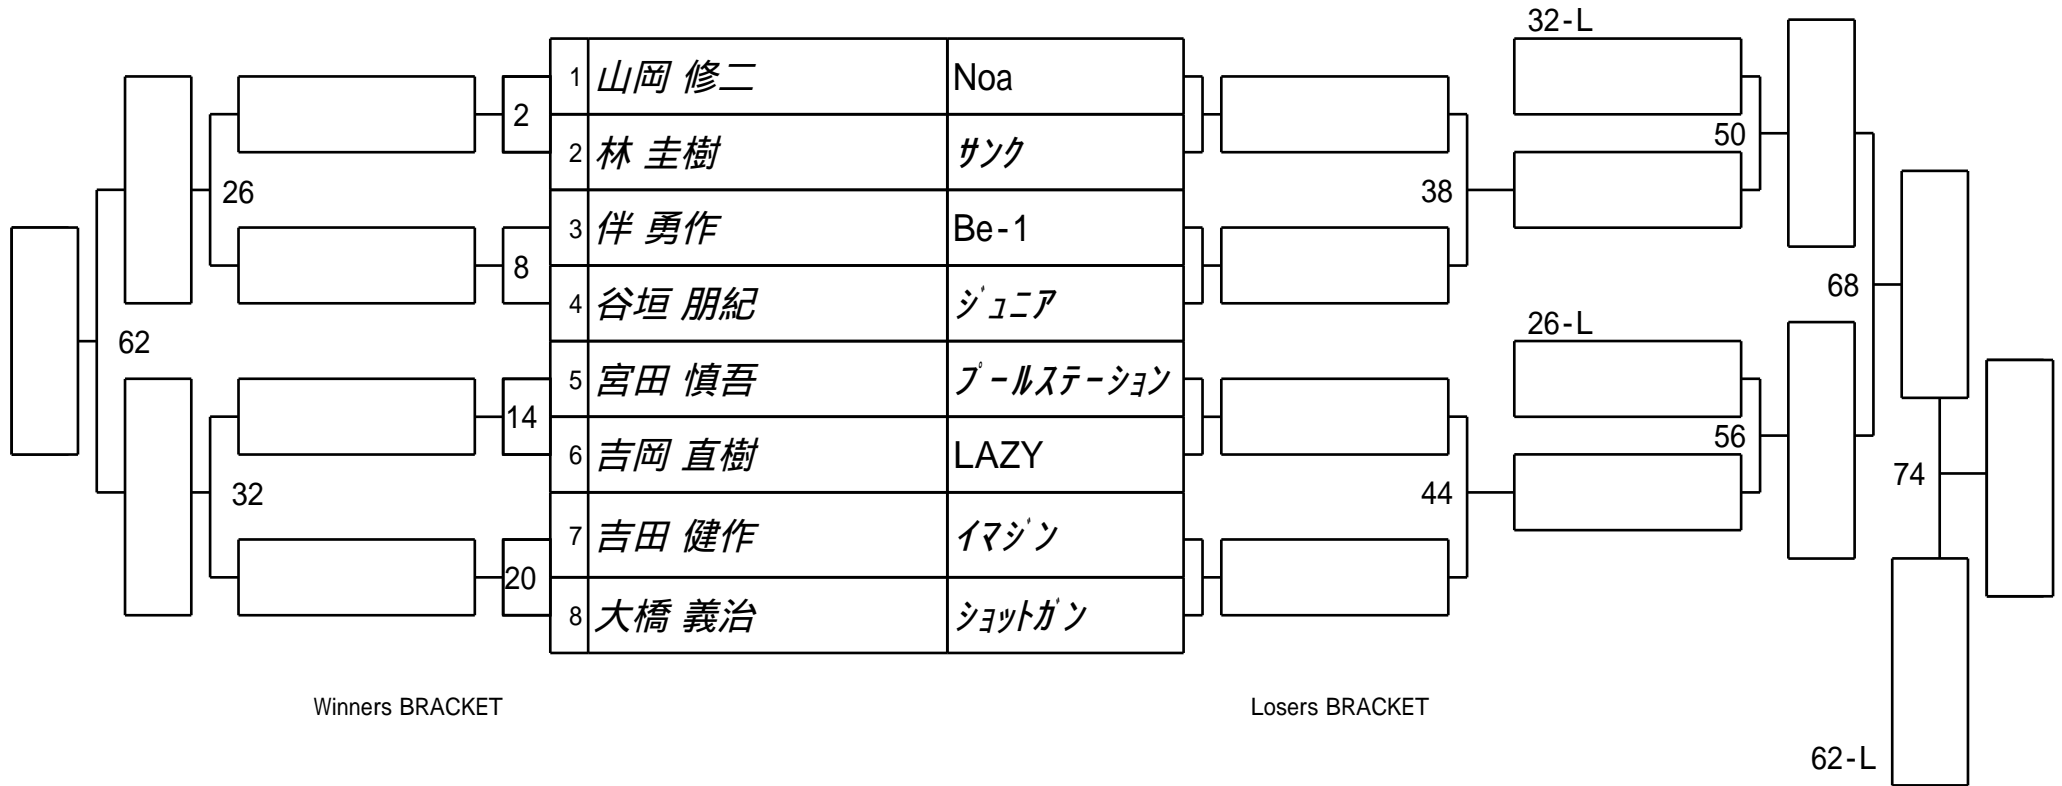 32-L
1 山岡 修二 Noa
2
50
2 林 圭樹 ｻﾝｸ
26
38
3 伴 勇作 Be-1
8
68
4 谷垣 朋紀 ｼﾞｭﾆｱ
26-L
62
5 宮田 慎吾 ﾌﾟｰﾙｽﾃｰｼｮﾝ
14
56
6 吉岡 直樹 LAZY
74
32
44
7 吉田 健作 ｲﾏｼﾞﾝ
20
8 大橋 義治 ｼｮｯﾄｶﾞﾝ
Winners BRACKET
Losers BRACKET
62-L